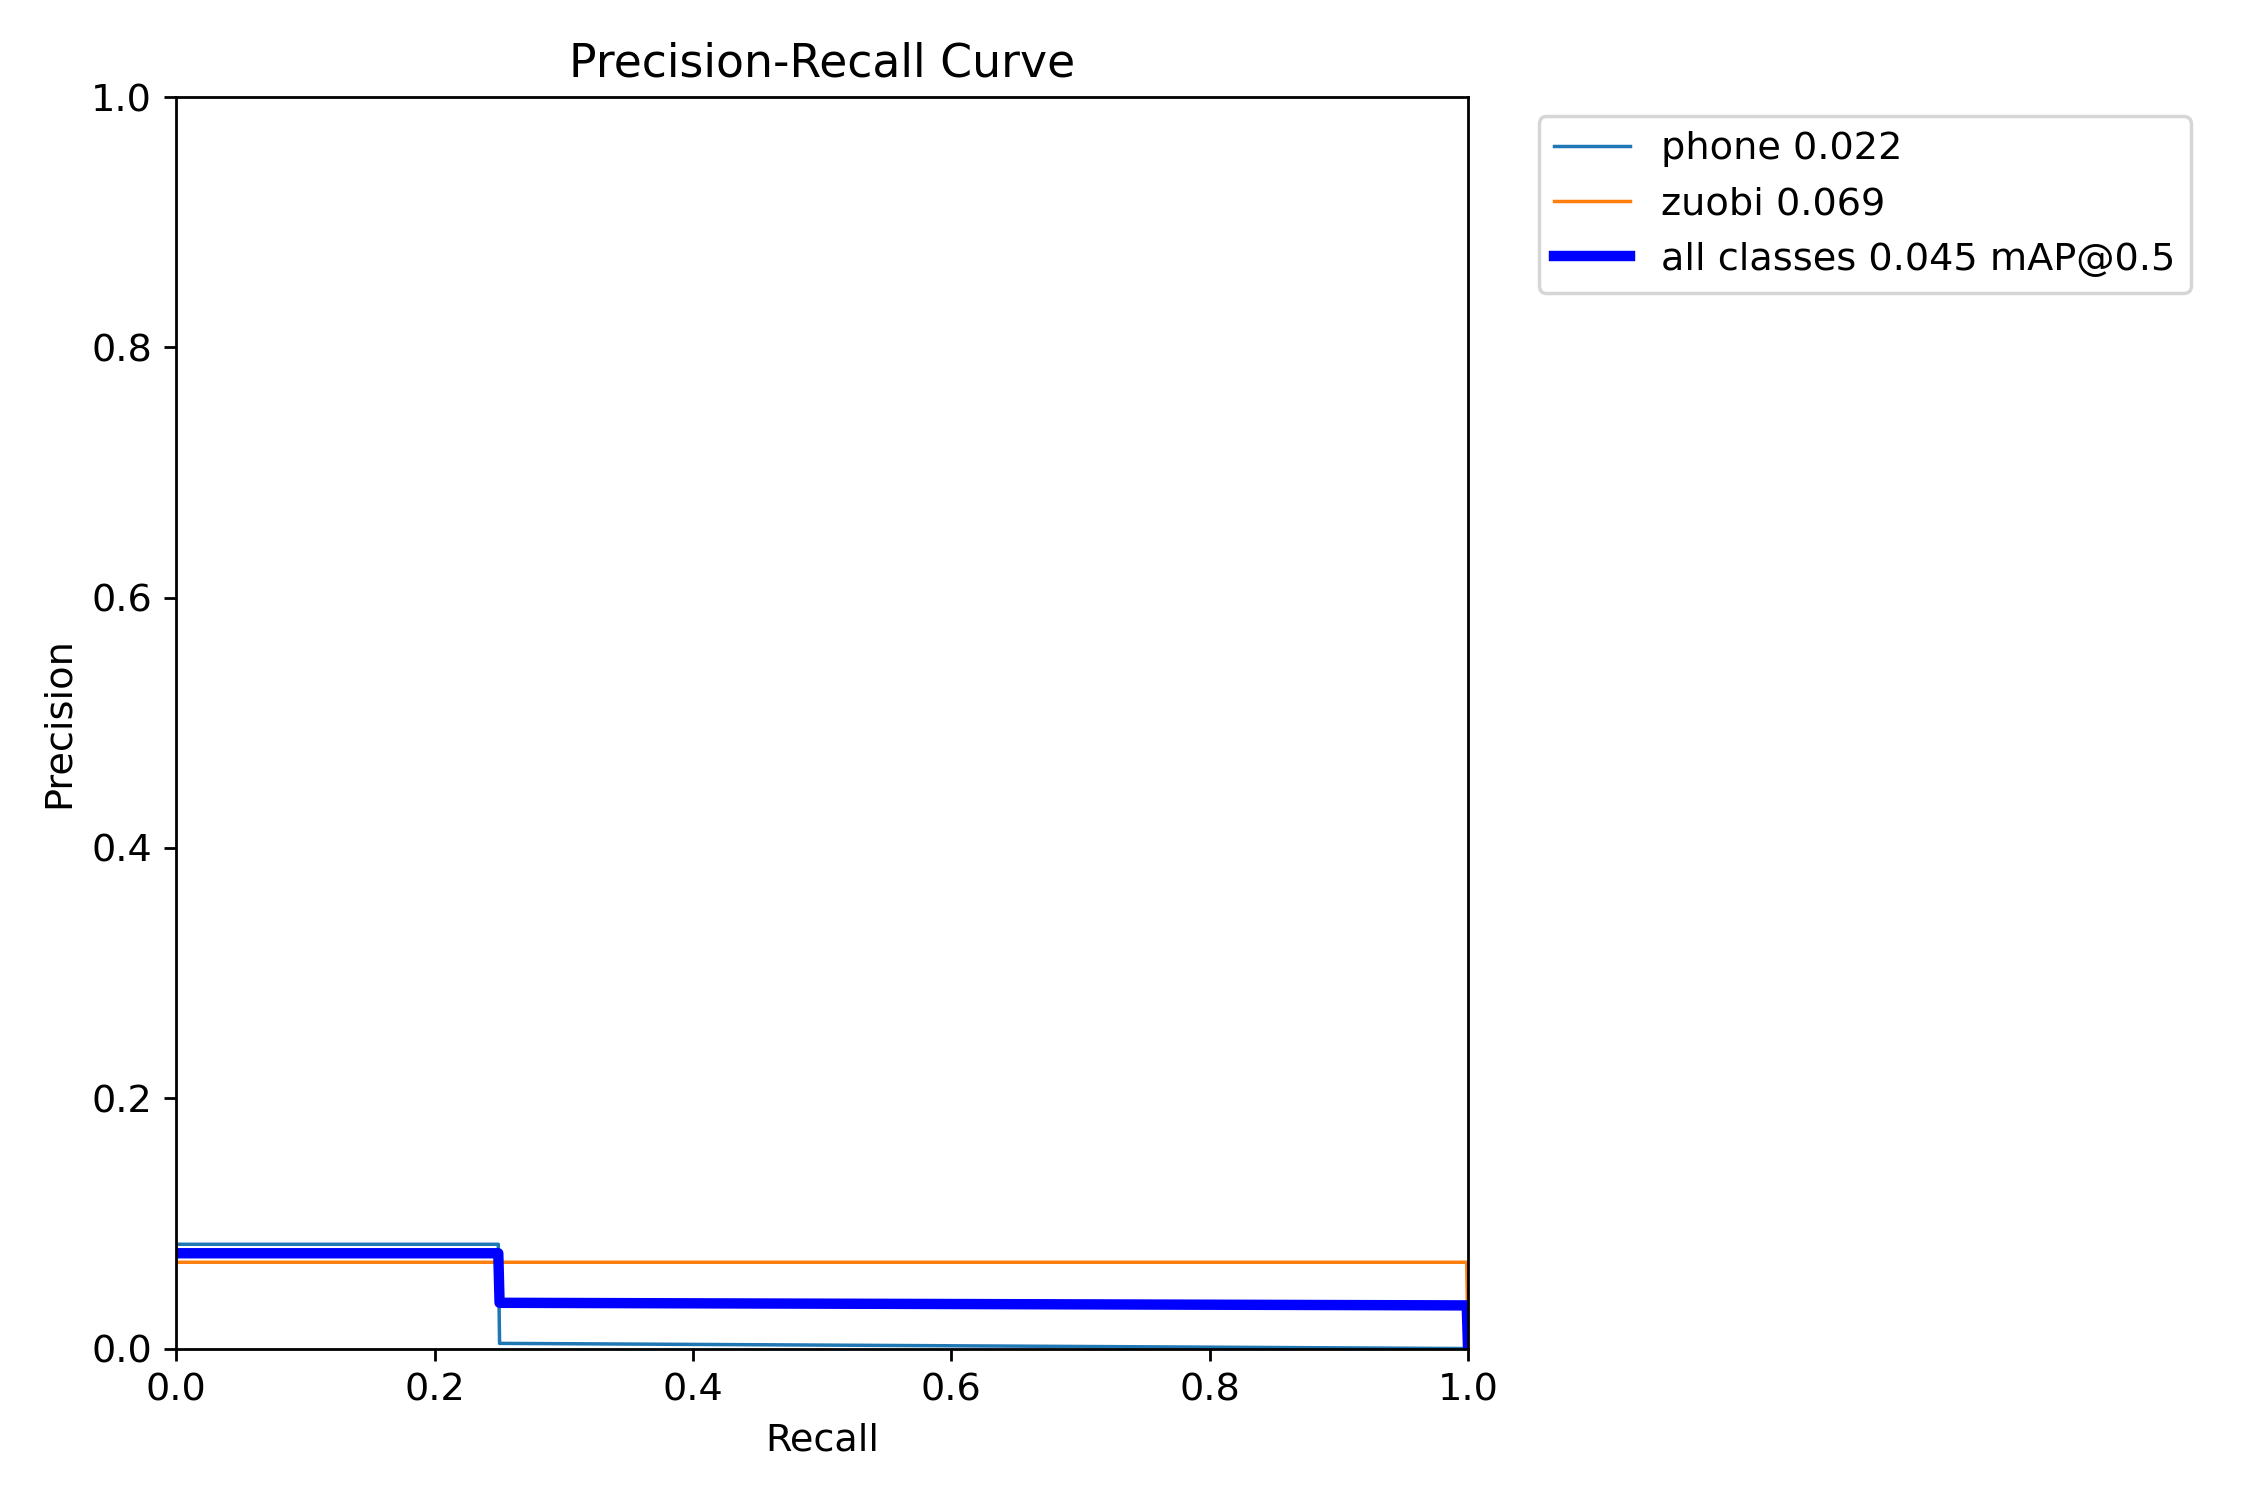 Precision-Recall Curve
1.0
0.8
0.6
0.4
0.2
0.0
Precision
0.0 0.2 0.4 0.6 0.8 1.0
Recall
phone 0.022
zuobi 0.069
all classes 0.045 mAP@0.5